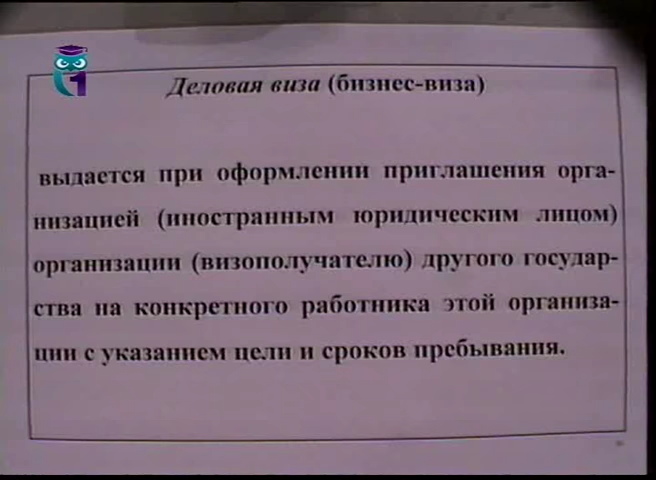 1
Деловая виза (бизнес-виза)
выдается при оформлении приглашения орга-
низацией (иностранным юридическим лицом)
организации (визополучателю) другого государ-
ства на конкретного работника этой организа-
ции с указанием цели и сроков пребывания.